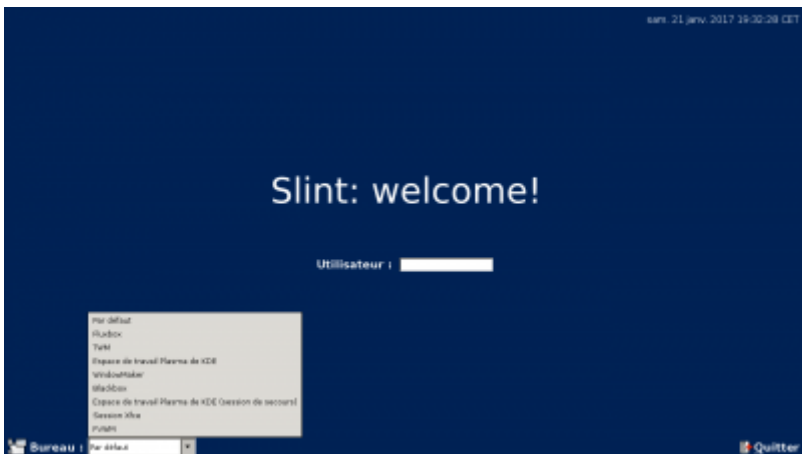 sam. 21 janv. 2017 19:32:28 CET
Slint: welcome!
Utilisateur :
Par défaut
Fluxbox
TWM
Espace de travail Plasma de KDE
WindowMaker
Blackbox
Espace de travail Plasma de KDE (session de secours)
Session Xfce
FVWM
Bureau : Par défaut
Quitter